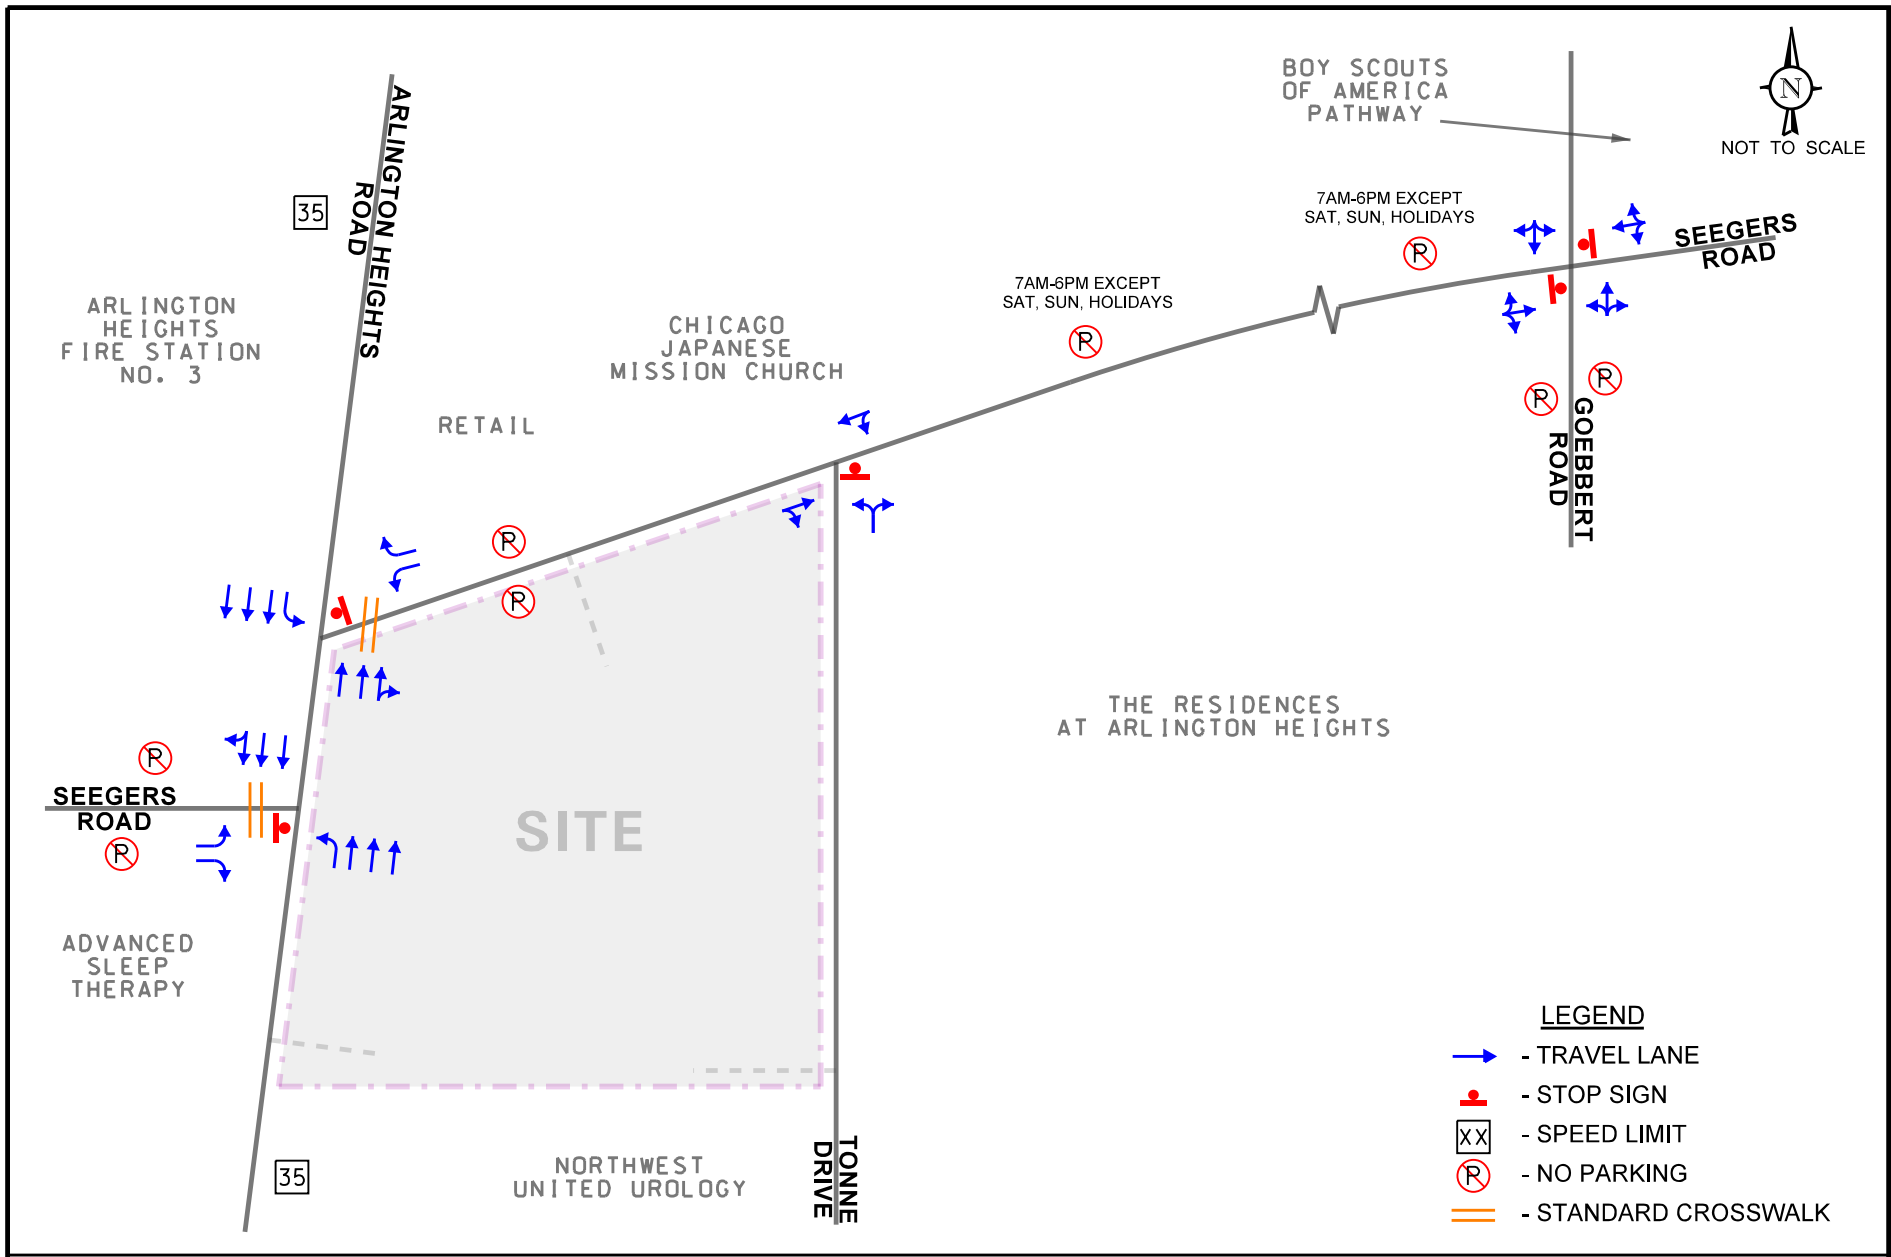 BOY SCOUTS
OF AMERICA
PATHWAY
N
NOT TO SCALE
ARLINGTON HEIGHTS
ROAD
35
7AM-6PM EXCEPT
SAT, SUN, HOLIDAYS
P
SEEGERS
ROAD
7AM-6PM EXCEPT
SAT, SUN, HOLIDAYS
P
ARLINGTON
HEIGHTS
FIRE STATION
NO. 3
CHICAGO
JAPANESE
MISSION CHURCH
RETAIL
P
P
GOEBBERT
ROAD
P
P
THE RESIDENCES
AT ARLINGTON HEIGHTS
P
SEEGERS
ROAD
P
SITE
ADVANCED
SLEEP
THERAPY
35
NORTHWEST
UNITED UROLOGY
TONNE
DRIVE
LEGEND
- TRAVEL LANE
- STOP SIGN
XX - SPEED LIMIT
P - NO PARKING
- STANDARD CROSSWALK